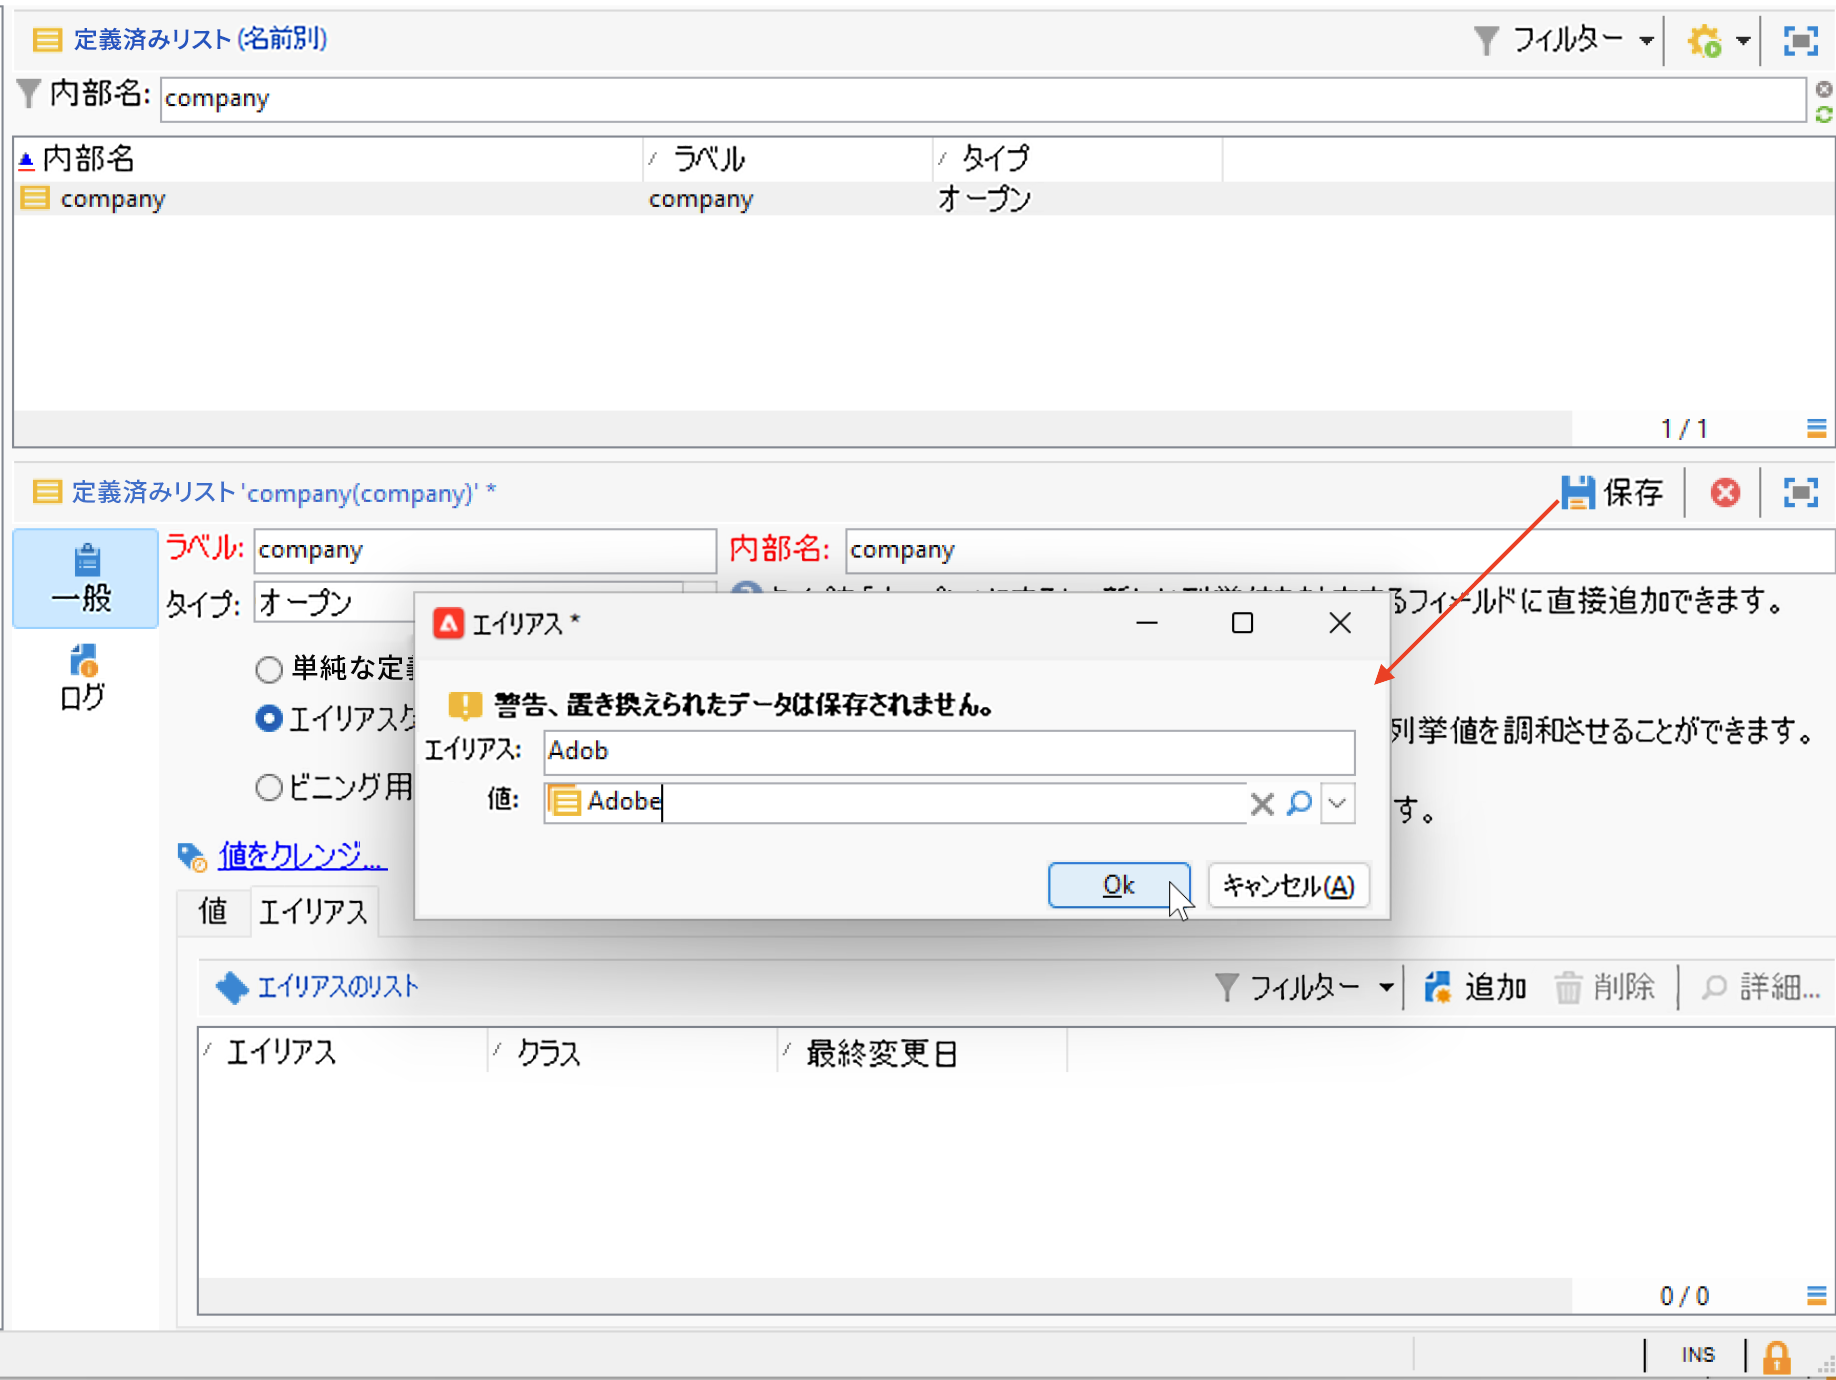 定義済みリスト (名前別)
フィルター
内部名: company
内部名 ラベル タイプ
company company オープン
1 / 1
定義済みリスト 'company(company)' *
保存
一般
ログ
ラベル: company 内部名: company
タイプ: オープン
フィールドに直接追加できます。
単純な定
エイリアス
列挙値を調和させることができます。
ビニング用
す。
エイリアス *
警告、置き換えられたデータは保存されません。
エイリアス: Adob
値: Adobe
Ok キャンセル(A)
値をクレンジ...
値 エイリアス
エイリアスのリスト
フィルター 追加 削除 詳細...
エイリアス クラス 最終変更日
0 / 0
INS